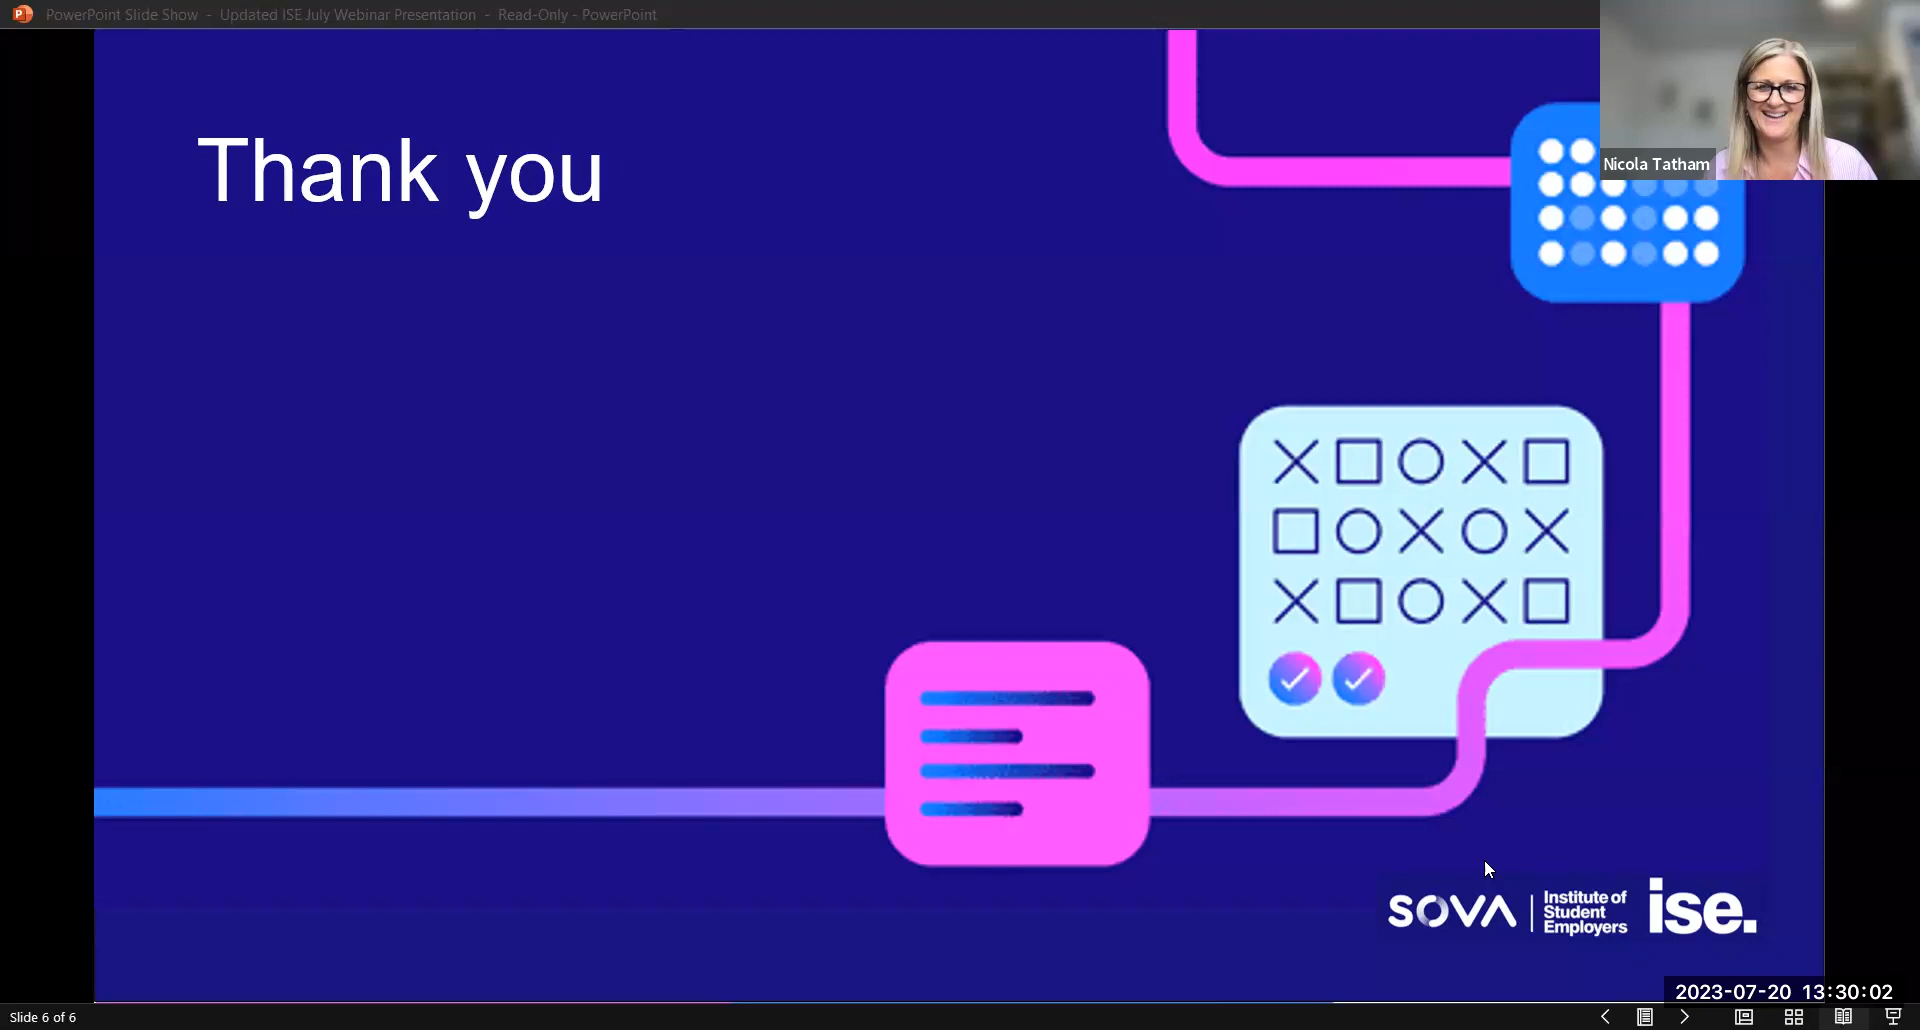 PowerPoint Slide Show - Updated ISE July Webinar Presentation - Read-Only - PowerPoint
Nicola Tatham
Thank you
SOVA
Institute of
Student
Employers
ise.
2023-07-20 13:30:02
Slide 6 of 6